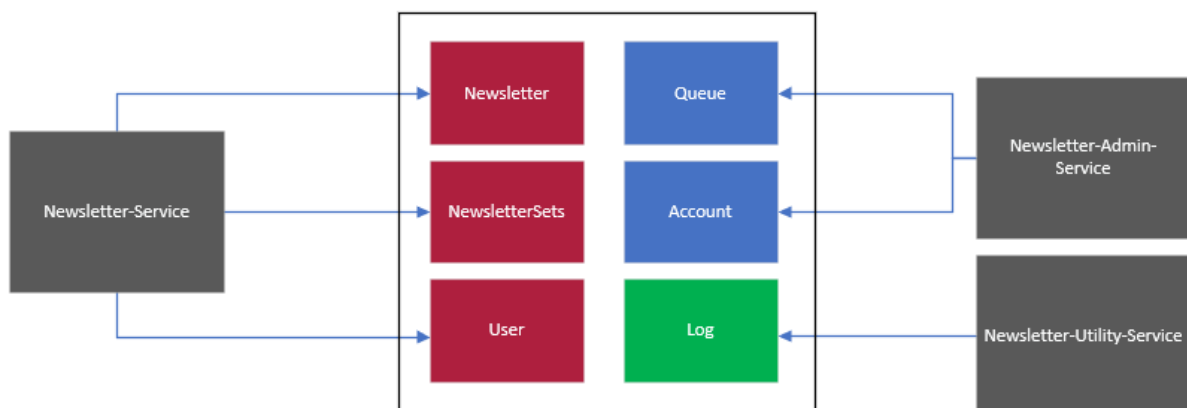 Newsletter-Service
Newsletter
NewsletterSets
User
Queue
Account
Log
Newsletter-Admin-
Service
Newsletter-Utility-Service